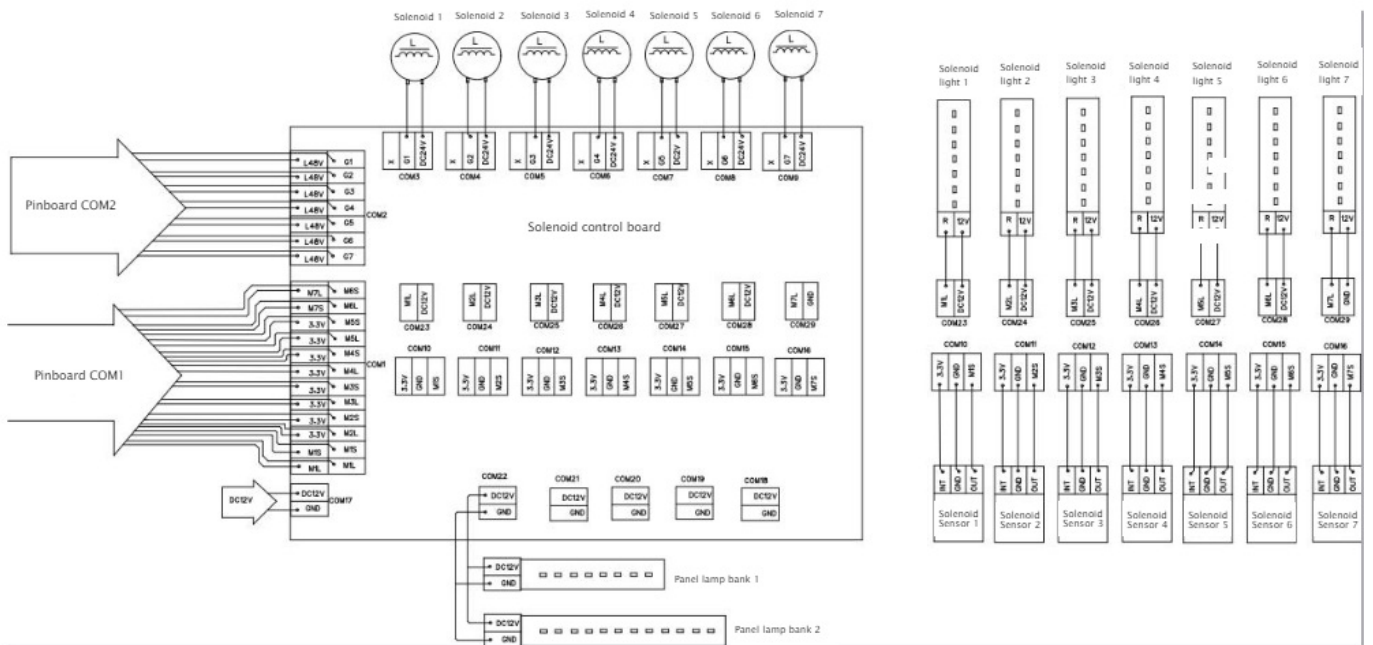 Solenoid 1 Solenoid 2 Solenoid 3 Solenoid 4 Solenoid 5 Solenoid 6 Solenoid 7
L L L L L L L
X G1 DC24V
COM3
X G2 DC24V
COM4
X G3 DC24V
COM5
X G4 DC24V
COM6
X G5 DC2V
COM7
X G6 DC24V
COM8
X G7 DC24V
COM9
Pinboard COM2
L48V G1
L48V G2
L48V G3
L48V G4
L48V G5
L48V G6
L48V G7
COM2
Solenoid control board
Pinboard COM1
M7L M6S
M7S M6L
3.3V M5S
3.3V M5L
3.3V M4S
3.3V M4L
3.3V M3S
3.3V M3L
3.3V M2S
3.3V M2L
M1S M1S
M1L M1L
COM1
M1L DC12V
COM23
M2L DC12V
COM24
M3L DC12V
COM25
M4L DC12V
COM26
M5L DC12V
COM27
M6L DC12V
COM28
M7L GND
COM29
COM10
3.3V GND M1S
COM11
3.3V GND M2S
COM12
3.3V GND M3S
COM13
3.3V GND M4S
COM14
3.3V GND M5S
COM15
3.3V GND M6S
COM16
3.3V GND M7S
DC12V
DC12V
GND
COM17
COM22
DC12V
GND
COM21
DC12V
GND
COM20
DC12V
GND
COM19
DC12V
GND
COM18
DC12V
GND
DC12V
GND
Panel lamp bank 1
DC12V
GND
Panel lamp bank 2
Solenoid
light 1
Solenoid
light 2
Solenoid
light 3
Solenoid
light 4
Solenoid
light 5
Solenoid
light 6
Solenoid
light 7
R 12V
R 12V
R 12V
R 12V
R 12V
R 12V
R 12V
M1L DC12V
COM23
M2L DC12V
COM24
M3L DC12V
COM25
M4L DC12V
COM26
M5L DC12V
COM27
M6L DC12V
COM28
M7L GND
COM29
COM10
3.3V GND M1S
COM11
3.3V GND M2S
COM12
3.3V GND M3S
COM13
3.3V GND M4S
COM14
3.3V GND M5S
COM15
3.3V GND M6S
COM16
3.3V GND M7S
INT GND OUT
INT GND OUT
INT GND OUT
INT GND OUT
INT GND OUT
INT GND OUT
INT GND OUT
Solenoid
Sensor 1
Solenoid
Sensor 2
Solenoid
Sensor 3
Solenoid
Sensor 4
Solenoid
Sensor 5
Solenoid
Sensor 6
Solenoid
Sensor 7